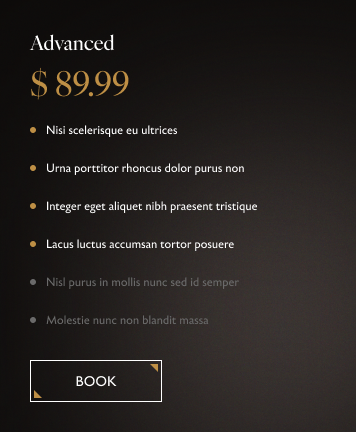 Advanced
$ 89.99
Nisi scelerisque eu ultrices
Urna porttitor rhoncus dolor purus non
Integer eget aliquet nibh praesent tristique
Lacus luctus accumsan tortor posuere
Nisl purus in mollis nunc sed id semper
Molestie nunc non blandit massa
BOOK